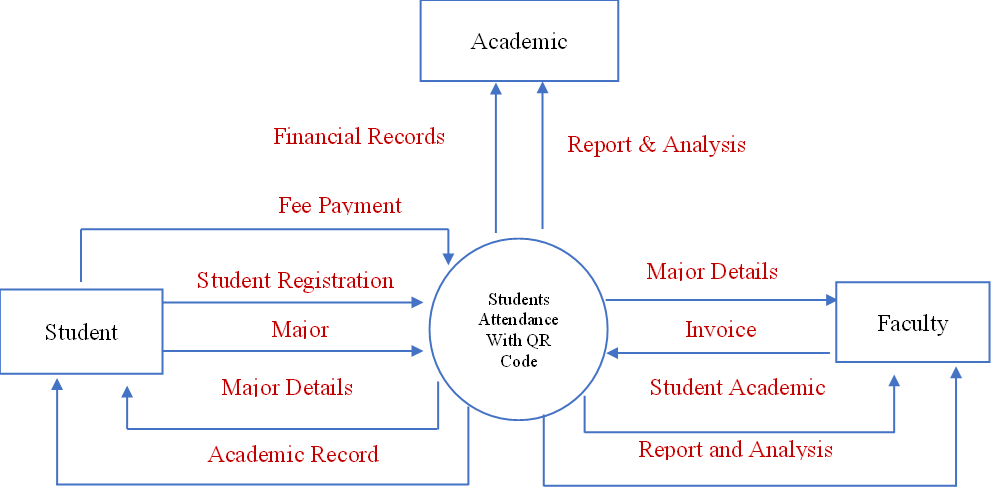 Academic
Financial Records
Report & Analysis
Fee Payment
Student Registration
Major Details
Students
Attendance
With QR
Code
Student
Major
Invoice
Faculty
Major Details
Student Academic
Academic Record
Report and Analysis